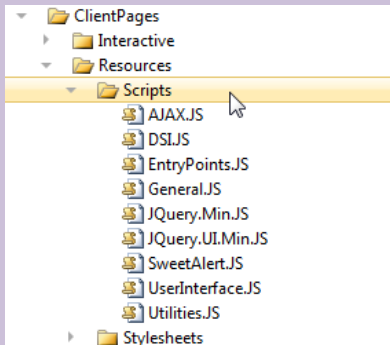 ClientPages
Interactive
Resources
Scripts
AJAX.JS
DSI.JS
EntryPoints.JS
General.JS
JQuery.Min.JS
JQuery.UI.Min.JS
SweetAlert.JS
UserInterface.JS
Utilities.JS
Stylesheets